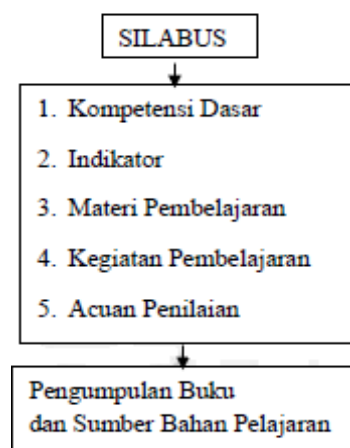 SILABUS
1. Kompetensi Dasar
2. Indikator
3. Materi Pembelajaran
4. Kegiatan Pembelajaran
5. Acuan Penilaian
Pengumpulan Buku
dan Sumber Bahan Pelajaran